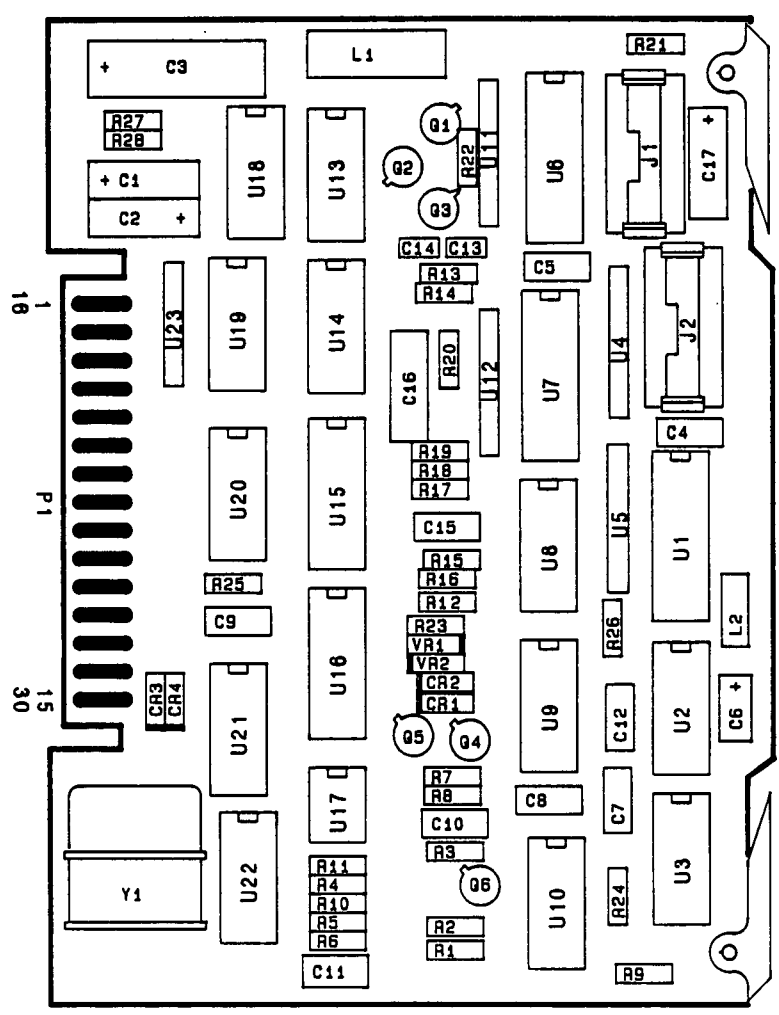 R21
L1
+ C3
R27
R28
Q1
U11
+
C17
J1
U6
Q2
R22
U18
U13
+ C1
C2 +
Q3
C14
C13
C5
R13
R14
1
16
U23
U19
U14
R20
U12
C16
U7
U4
J2
C4
R19
R18
R17
P1
U20
U15
C15
U8
U5
U1
R15
R16
R25
R12
C9
R23
R26
L2
VR1
VR2
U16
CR2
CR1
15
30
CR3
CR4
U21
Q5
Q4
U9
C12
U2
+
C6
R7
R8
C8
C7
U17
C10
R3
U3
Y1
U22
R11
R4
R10
R5
R6
Q6
U10
R24
R2
R1
C11
R9